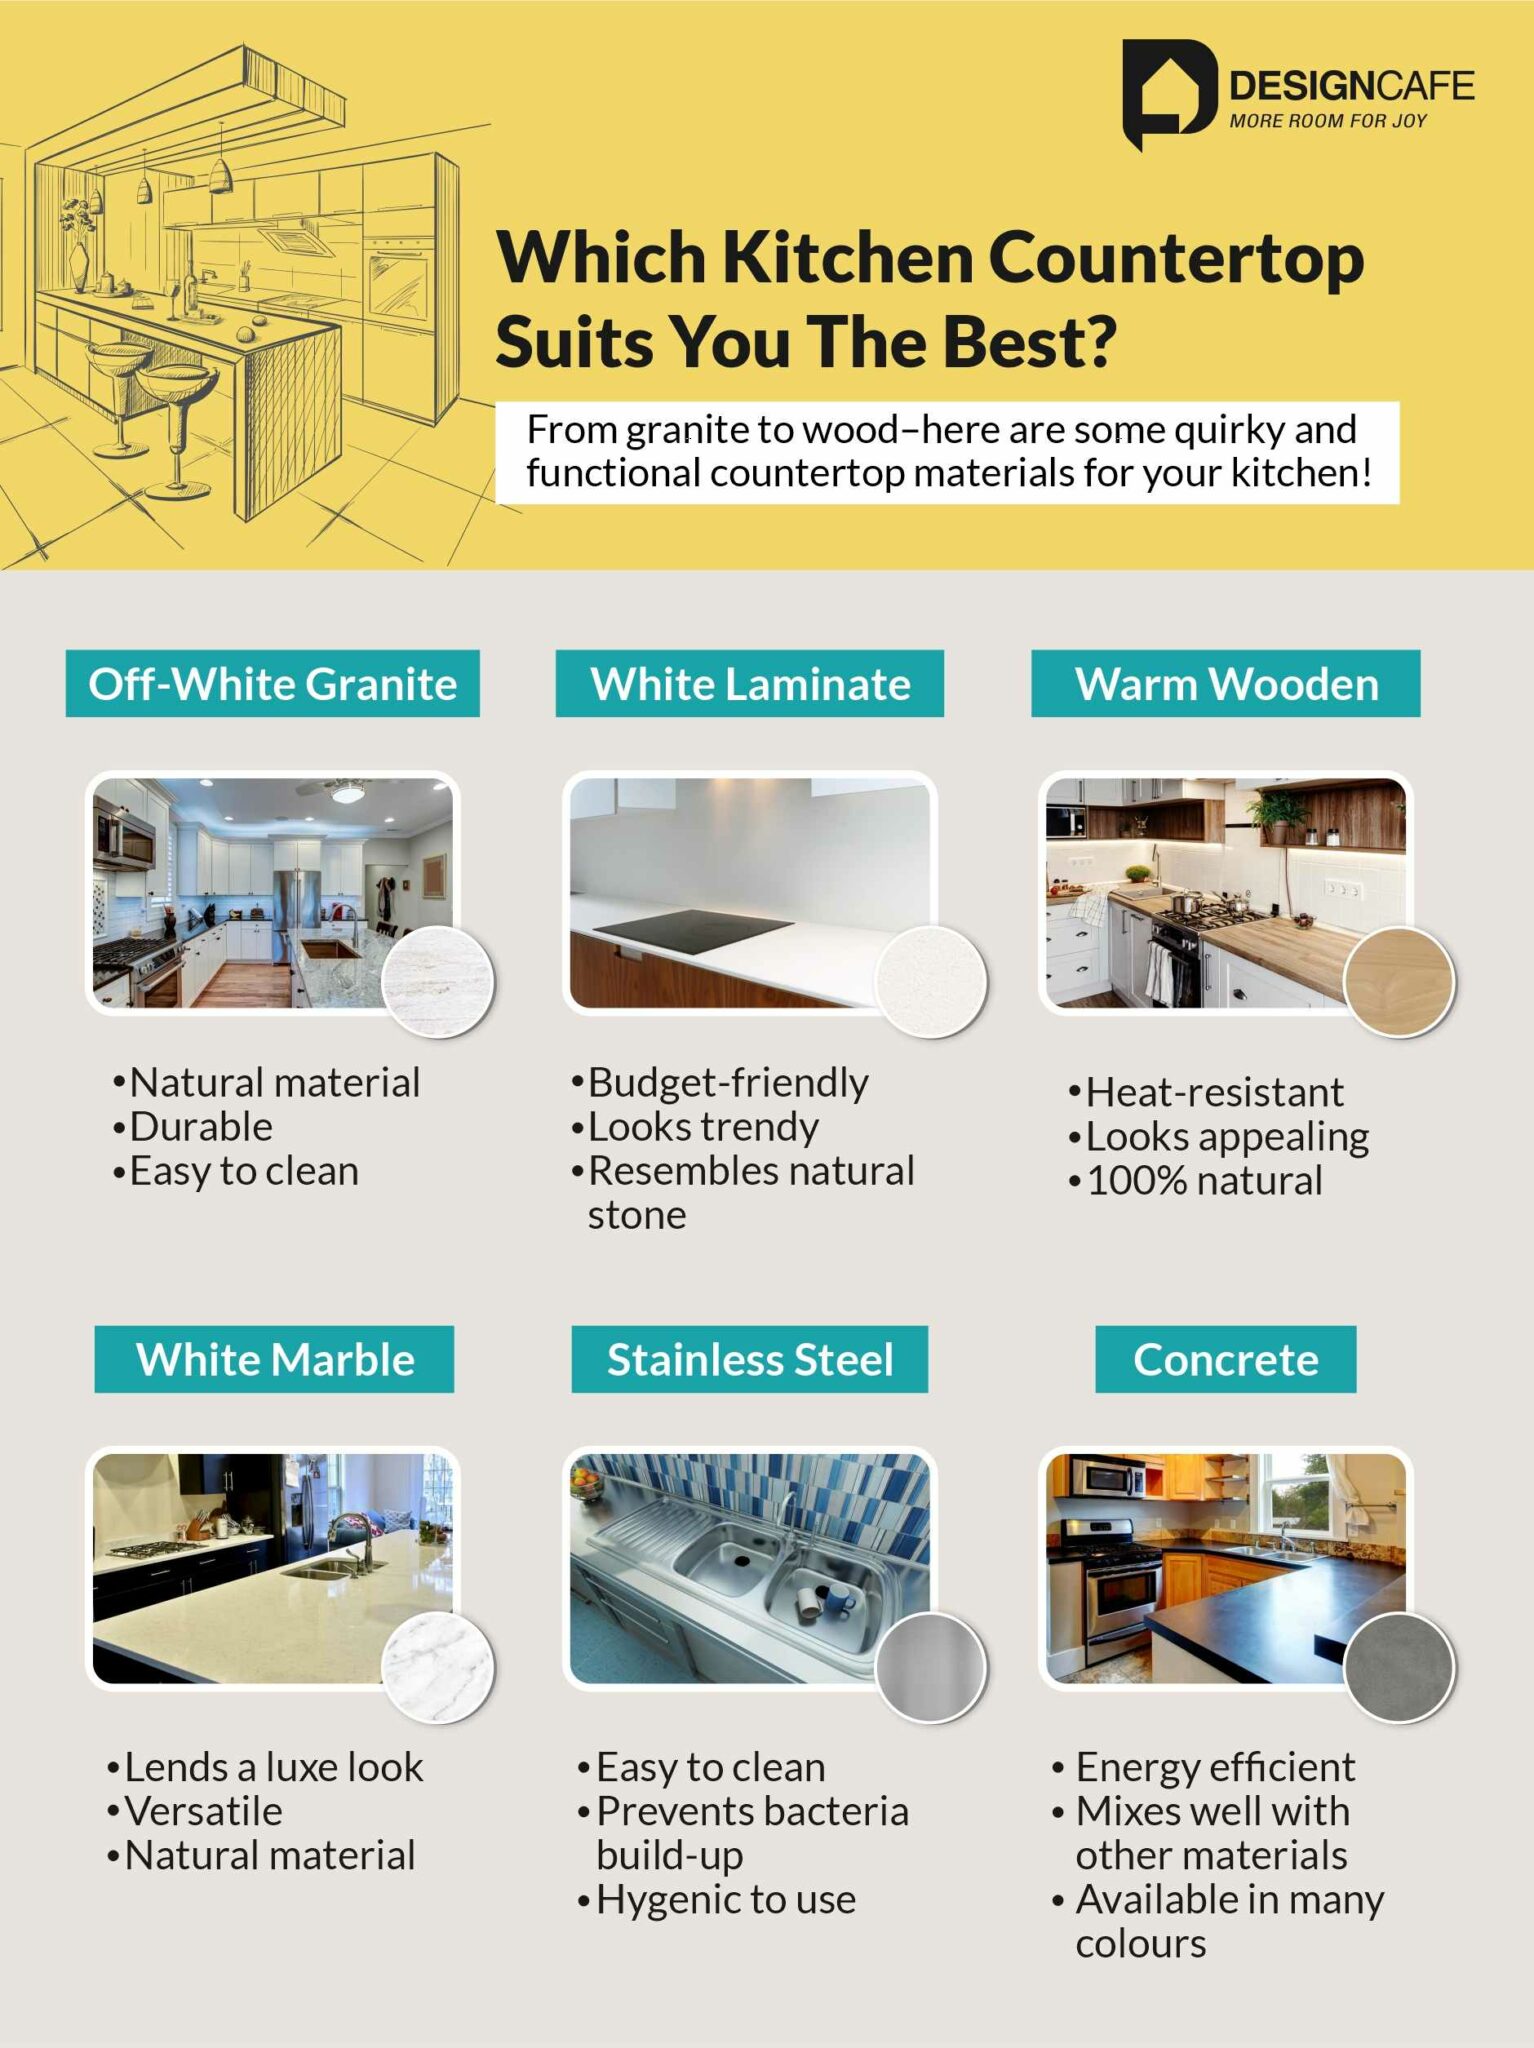 DESIGNCAFE
MORE ROOM FOR JOY
Which Kitchen Countertop
Suits You The Best?
From granite to wood–here are some quirky and
functional countertop materials for your kitchen!
Off-White Granite
•Natural material
•Durable
•Easy to clean
White Laminate
•Budget-friendly
•Looks trendy
•Resembles natural
stone
Warm Wooden
•Heat-resistant
•Looks appealing
•100% natural
White Marble
•Lends a luxe look
•Versatile
•Natural material
Stainless Steel
•Easy to clean
•Prevents bacteria
build-up
•Hygenic to use
Concrete
• Energy efficient
• Mixes well with
other materials
• Available in many
colours